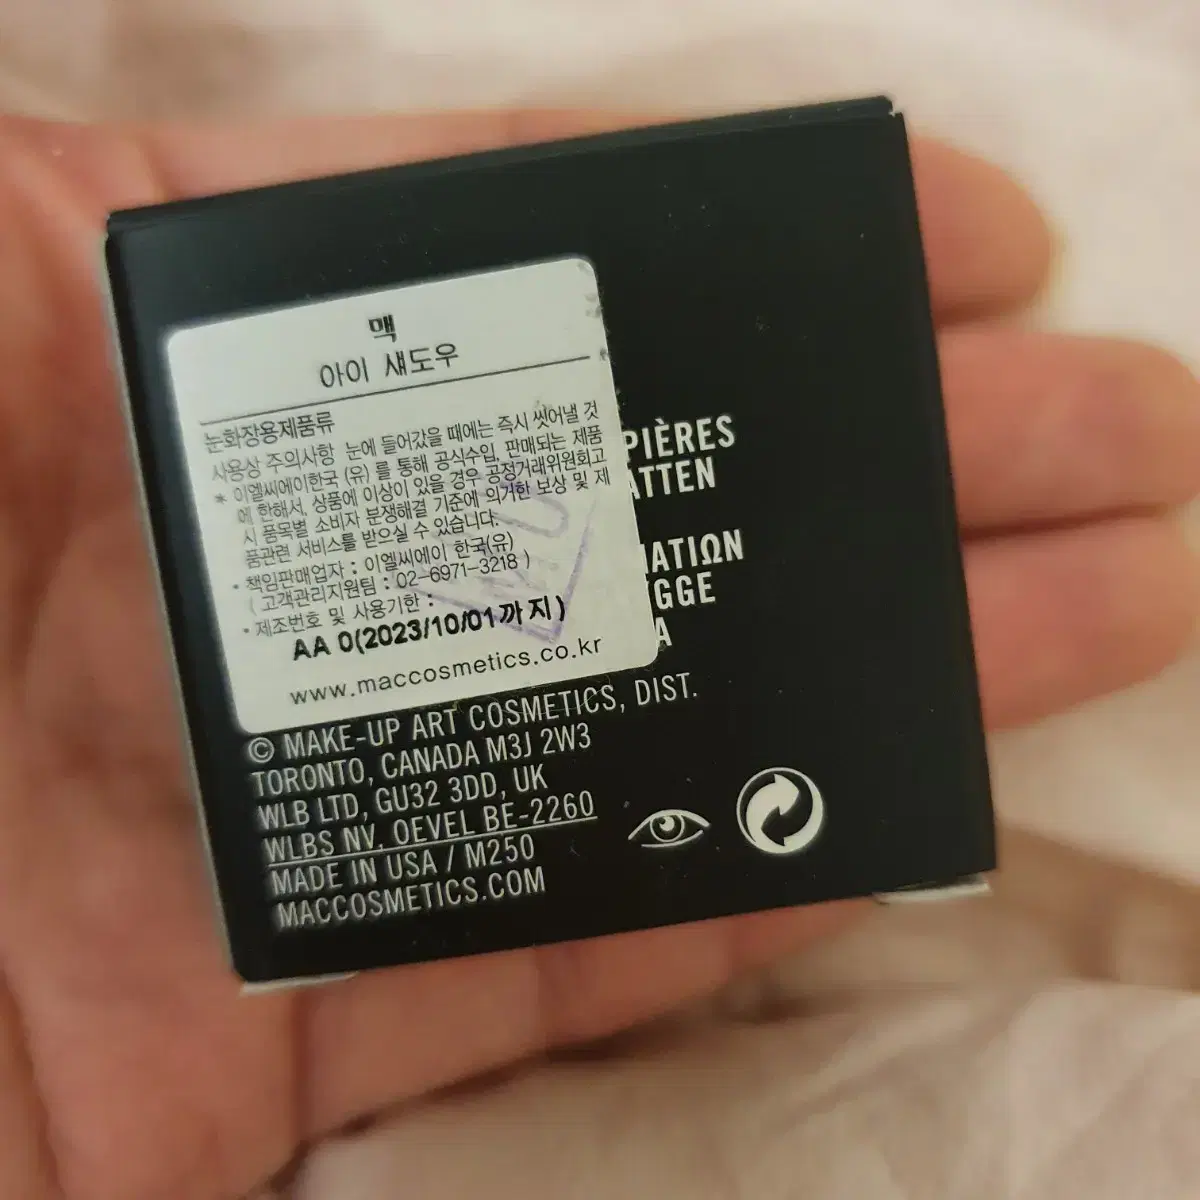 맥
아이 섀도우
눈화장용제품류
사용상 주의사항 눈에 들어갔을 때에는 즉시 씻어낼 것
* 이엘씨에이한국 (유) 를 통해 공식수입, 판매되는 제품
에 한해서, 상품에 이상이 있을 경우 공정거래위원회고
시 품목별 소비자 분쟁해결 기준에 의거한 보상 및 제
품관련 서비스를 받으실 수 있습니다.
• 책임판매업자 : 이엘씨에이 한국(유)
( 고객관리지원팀 : 02-6971-3218 )
• 제조번호 및 사용기한 :
AA 0(2023/10/01까지)
www.maccosmetics.co.kr
PIÈRES
ATTEN
MATIΩN
GGE
A
© MAKE-UP ART COSMETICS, DIST.
TORONTO, CANADA M3J 2W3
WLB LTD, GU32 3DD, UK
WLBS NV, OEVEL BE-2260
MADE IN USA / M250
MACCOSMETICS.COM